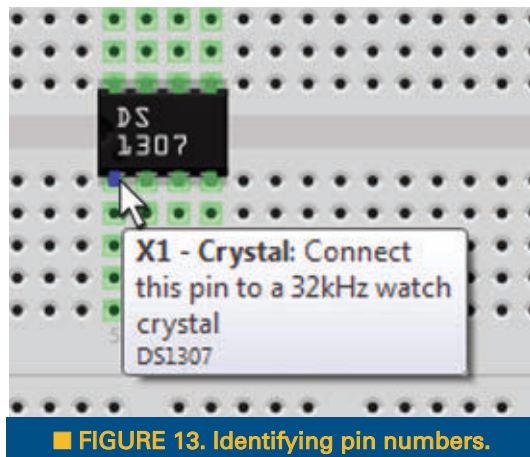 DS
1307
X1 - Crystal: Connect
this pin to a 32kHz watch
crystal
DS1307
■ FIGURE 13. Identifying pin numbers.